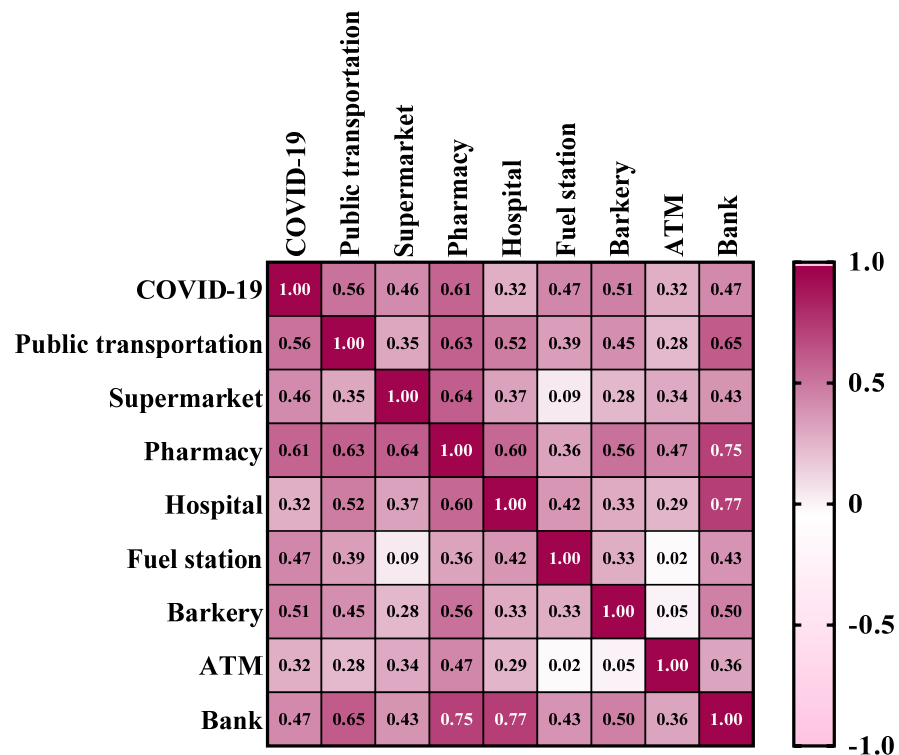 COVID-19 Public transportation Supermarket Pharmacy Hospital Fuel station Barkery ATM Bank
COVID-19 1.00 0.56 0.46 0.61 0.32 0.47 0.51 0.32 0.47
Public transportation 0.56 1.00 0.35 0.63 0.52 0.39 0.45 0.28 0.65
Supermarket 0.46 0.35 1.00 0.64 0.37 0.09 0.28 0.34 0.43
Pharmacy 0.61 0.63 0.64 1.00 0.60 0.36 0.56 0.47 0.75
Hospital 0.32 0.52 0.37 0.60 1.00 0.42 0.33 0.29 0.77
Fuel station 0.47 0.39 0.09 0.36 0.42 1.00 0.33 0.02 0.43
Barkery 0.51 0.45 0.28 0.56 0.33 0.33 1.00 0.05 0.50
ATM 0.32 0.28 0.34 0.47 0.29 0.02 0.05 1.00 0.36
Bank 0.47 0.65 0.43 0.75 0.77 0.43 0.50 0.36 1.00
1.0
0.5
0
-0.5
-1.0